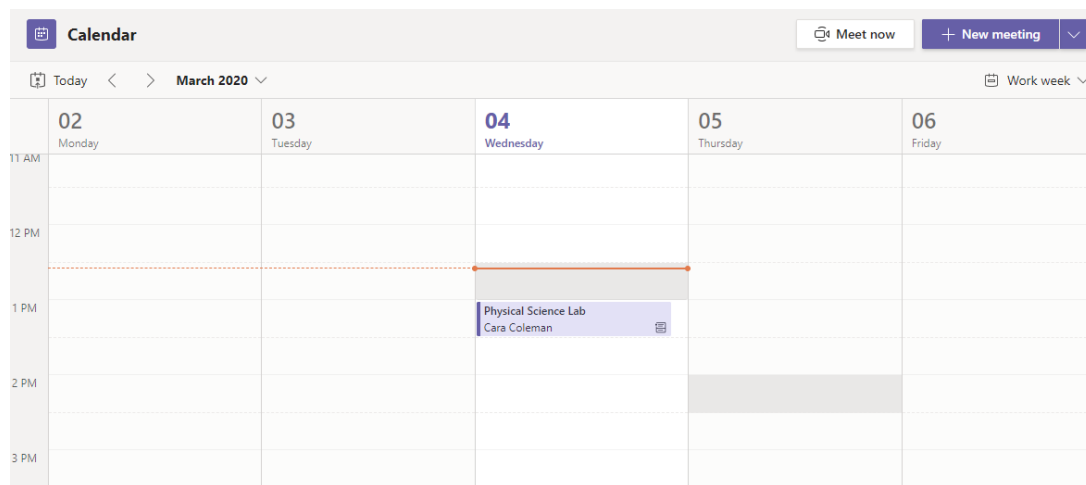 Calendar
Meet now
New meeting
Today
March 2020
Work week
02
Monday
03
Tuesday
04
Wednesday
05
Thursday
06
Friday
11 AM
12 PM
1 PM
Physical Science Lab
Cara Coleman
2 PM
3 PM